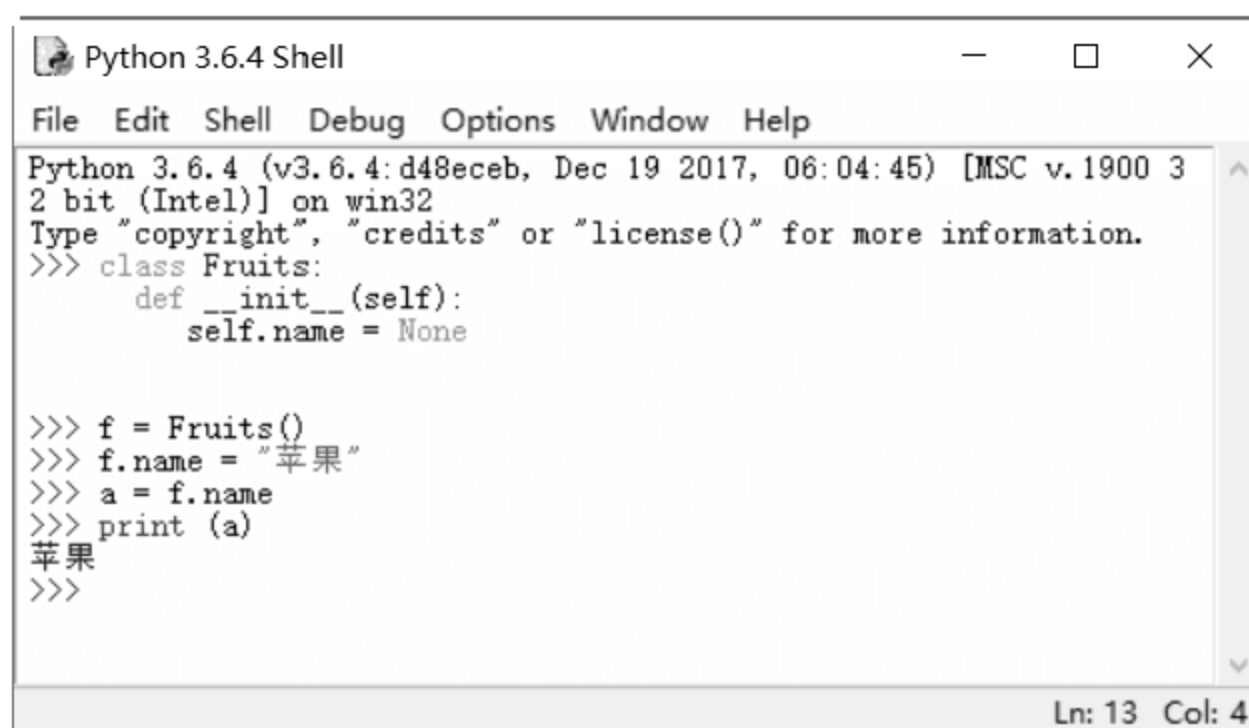 Python 3.6.4 Shell
File Edit Shell Debug Options Window Help
Python 3.6.4 (v3.6.4:d48eceb, Dec 19 2017, 06:04:45) [MSC v.1900 3
2 bit (Intel)] on win32
Type "copyright", "credits" or "license()" for more information.
>>> class Fruits:
def __init__(self):
self.name = None
>>> f = Fruits()
>>> f.name = "苹果"
>>> a = f.name
>>> print (a)
苹果
>>>
Ln: 13 Col: 4